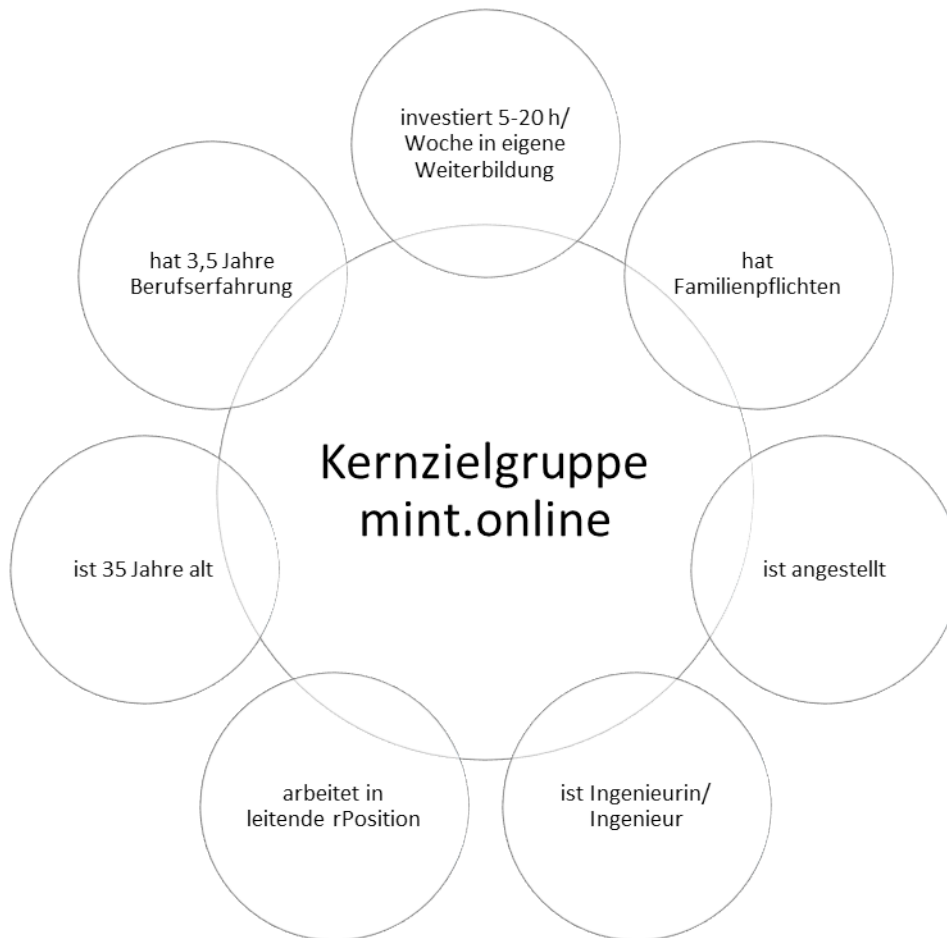 investiert 5-20 h/
Woche in eigene
Weiterbildung
hat
Familienpflichten
ist angestellt
ist Ingenieurin/
Ingenieur
arbeitet in
leitende rPosition
ist 35 Jahre alt
hat 3,5 Jahre
Berufserfahrung
Kernzielgruppe
mint.online